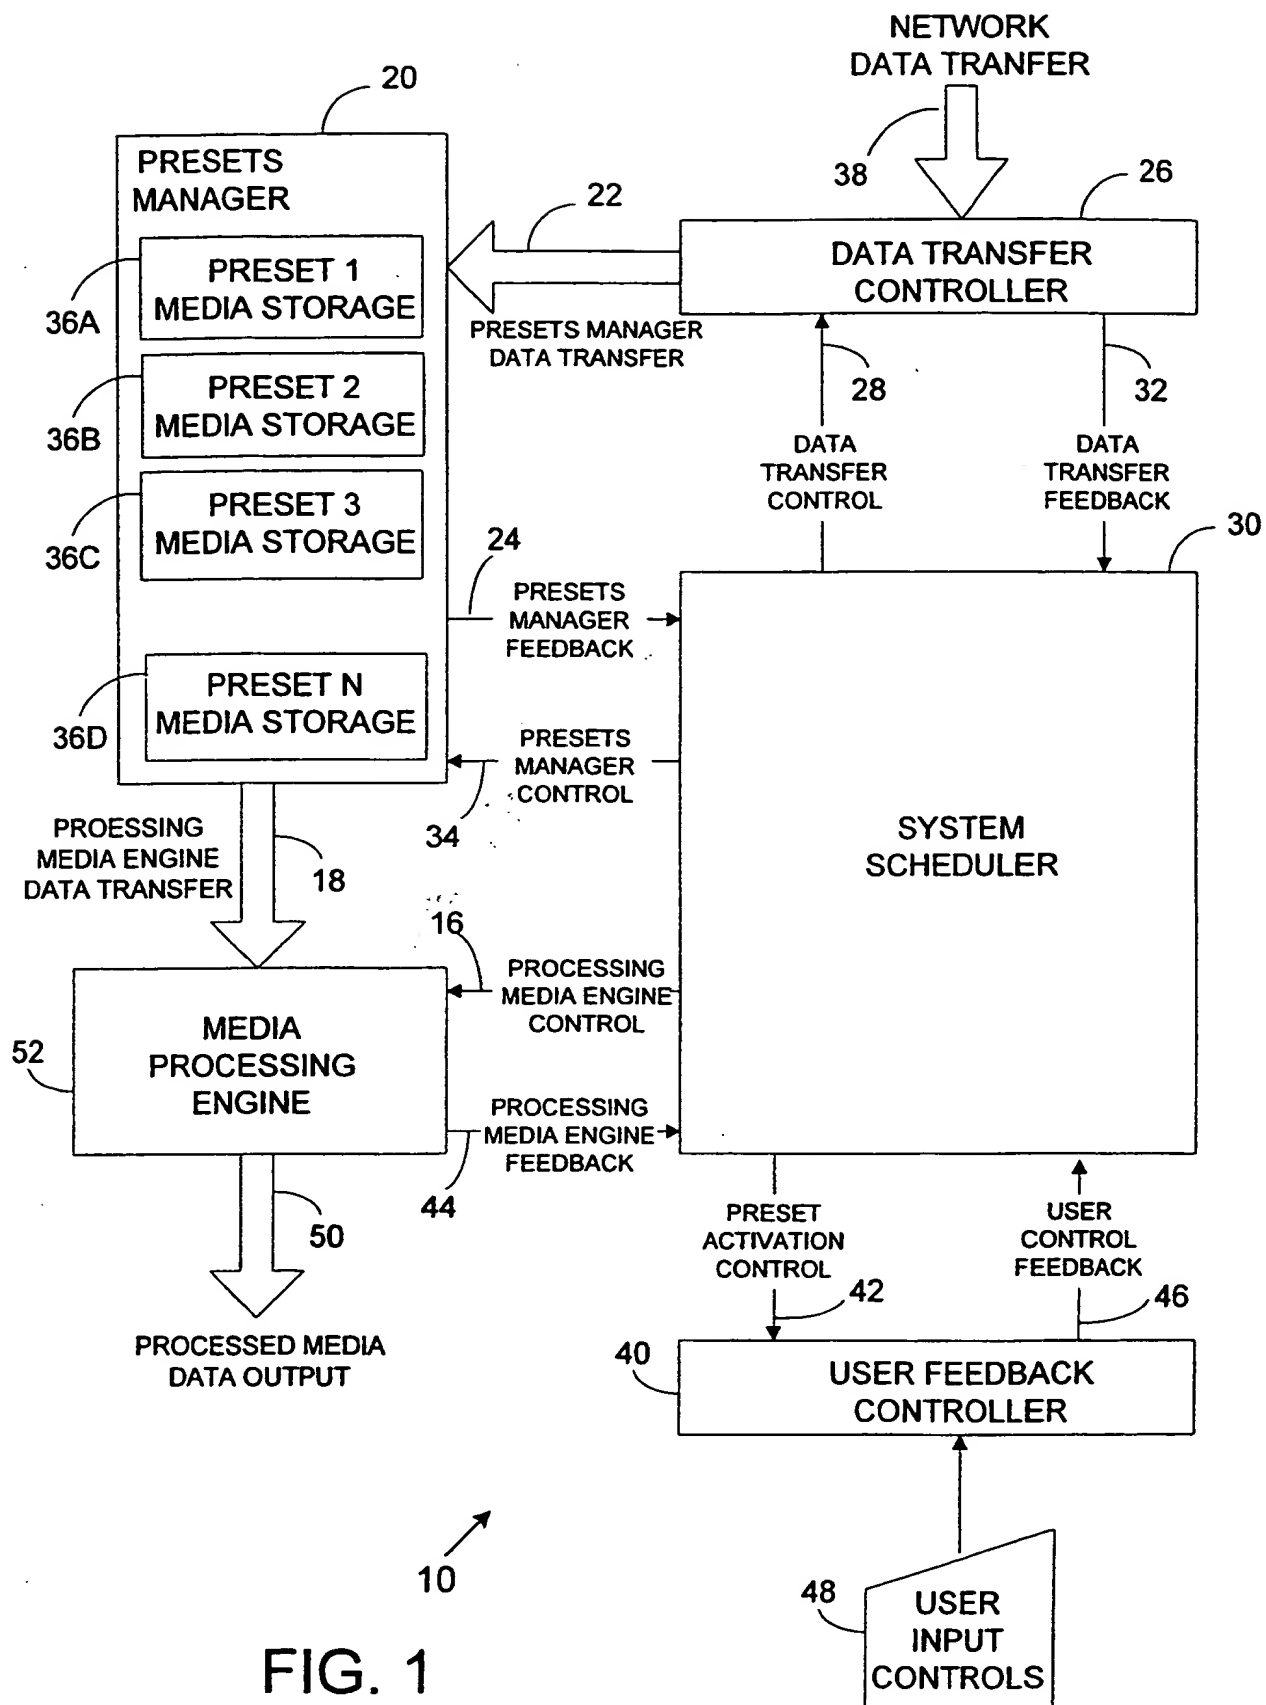 NETWORK
DATA TRANFER
38
20
PRESETS
MANAGER
PRESET 1
MEDIA STORAGE
36A
PRESET 2
MEDIA STORAGE
36B
PRESET 3
MEDIA STORAGE
36C
PRESET N
MEDIA STORAGE
36D
22
PRESETS MANAGER
DATA TRANSFER
26
DATA TRANSFER
CONTROLLER
28
DATA
TRANSFER
CONTROL
32
DATA
TRANSFER
FEEDBACK
30
SYSTEM
SCHEDULER
24
PRESETS
MANAGER
FEEDBACK
PRESETS
MANAGER
CONTROL
34
PROESSING
MEDIA ENGINE
DATA TRANSFER
18
16
PROCESSING
MEDIA ENGINE
CONTROL
52
MEDIA
PROCESSING
ENGINE
PROCESSING
MEDIA ENGINE
FEEDBACK
44
50
PROCESSED MEDIA
DATA OUTPUT
PRESET
ACTIVATION
CONTROL
42
USER
CONTROL
FEEDBACK
46
40
USER FEEDBACK
CONTROLLER
48
USER
INPUT
CONTROLS
10
FIG. 1